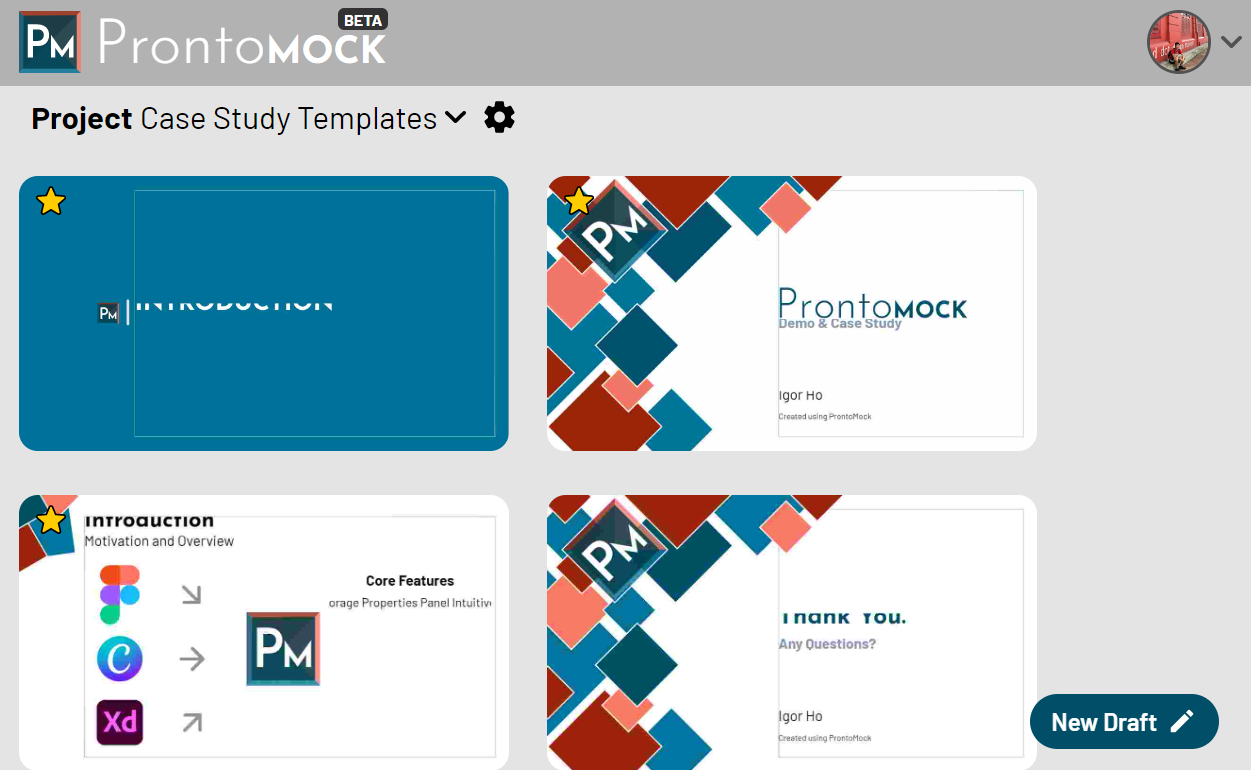 PM ProntoMOCK BETA
Project Case Study Templates
PM INTRODUCTION
PM
ProntoMOCK
Demo & Case Study
Igor Ho
Created using ProntoMock
Introduction
Motivation and Overview
Core Features
orage Properties Panel Intuitiv
PM
Xd
PM
Thank You.
Any Questions?
Igor Ho
Created using ProntoMock
New Draft